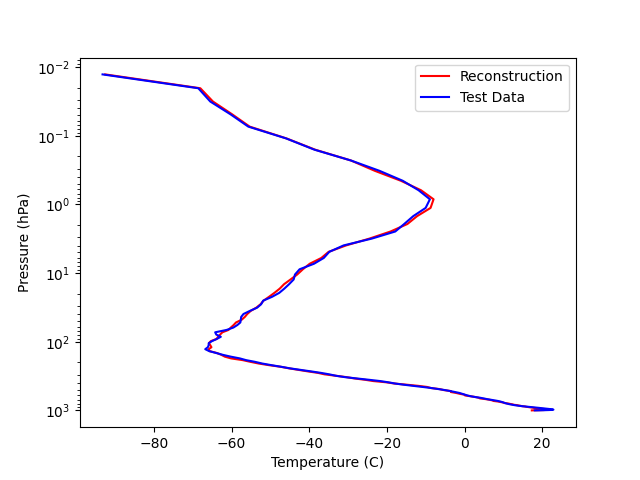 Reconstruction
Test Data
10⁻²
10⁻¹
10⁰
10¹
10²
10³
Pressure (hPa)
−80 −60 −40 −20 0 20
Temperature (C)